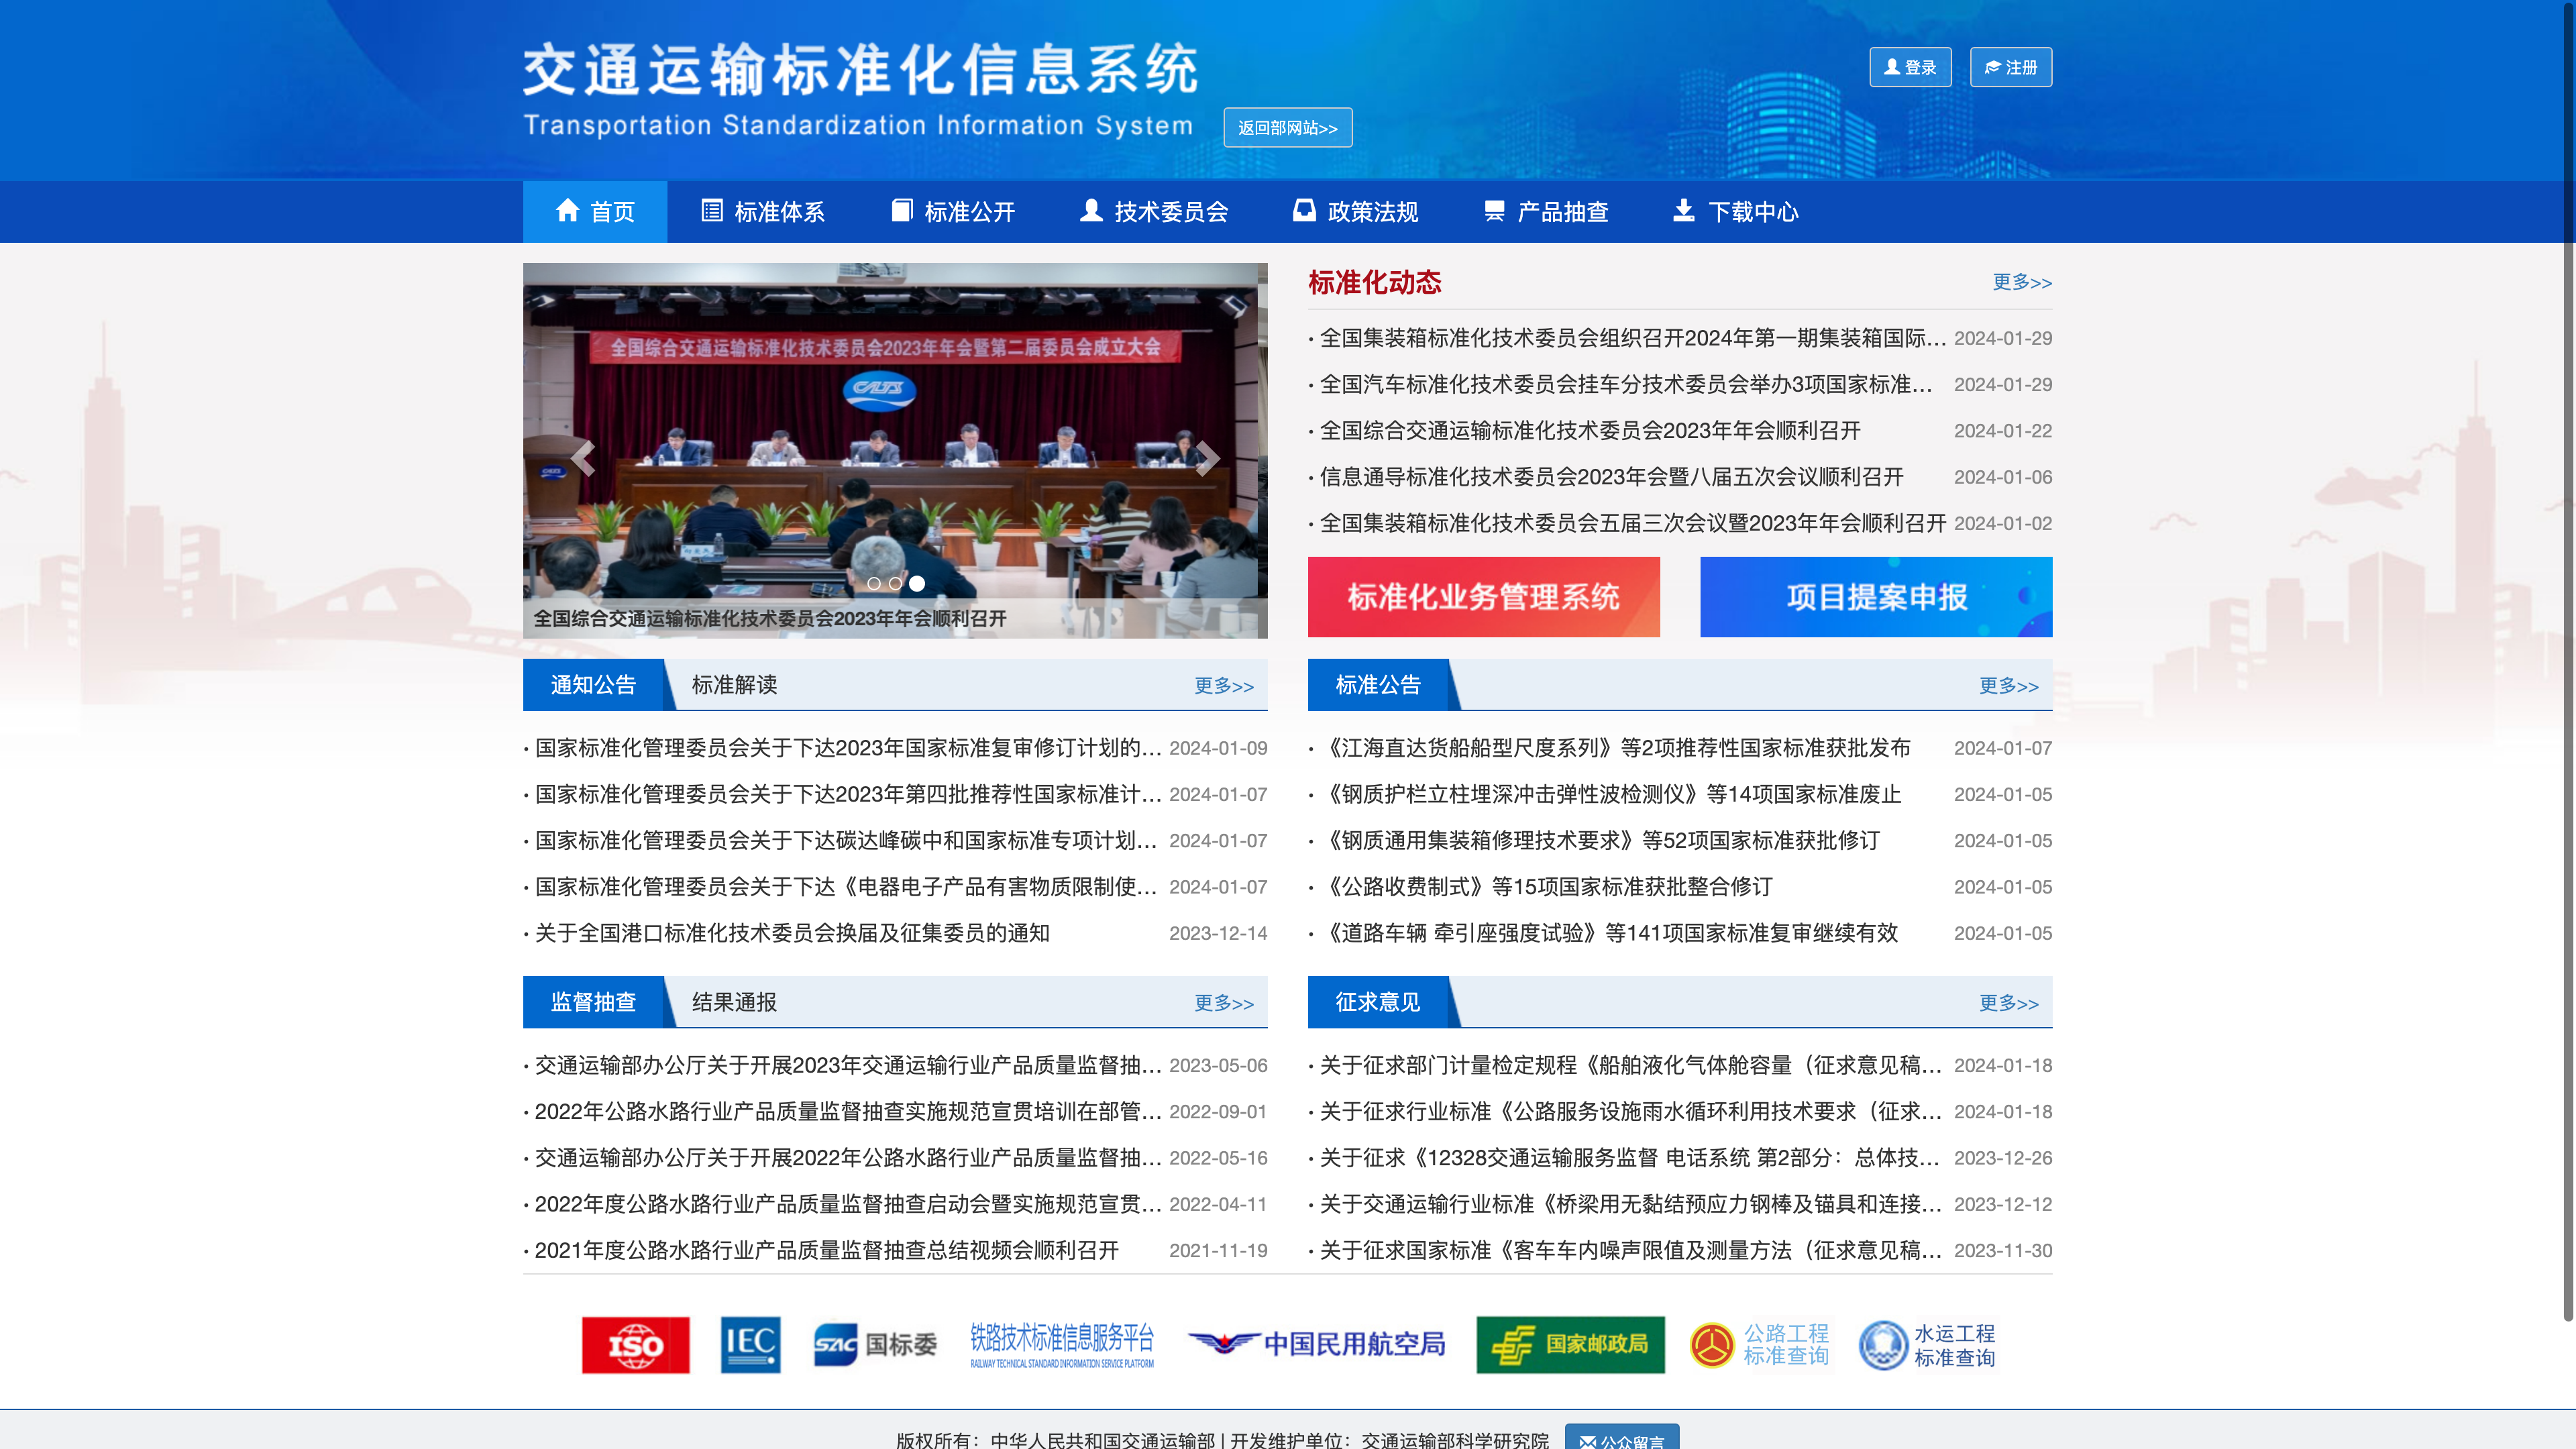 交通运输标准化信息系统
Transportation Standardization Information System
返回部网站>>
登录
注册
首页
标准体系
标准公开
技术委员会
政策法规
产品抽查
下载中心
全国综合交通运输标准化技术委员会2023年年会暨第二届委员会成立大会
CATS
全国综合交通运输标准化技术委员会2023年年会顺利召开
标准化动态
更多>>
· 全国集装箱标准化技术委员会组织召开2024年第一期集装箱国际... 2024-01-29
· 全国汽车标准化技术委员会挂车分技术委员会举办3项国家标准... 2024-01-29
· 全国综合交通运输标准化技术委员会2023年年会顺利召开 2024-01-22
· 信息通导标准化技术委员会2023年会暨八届五次会议顺利召开 2024-01-06
· 全国集装箱标准化技术委员会五届三次会议暨2023年年会顺利召开 2024-01-02
标准化业务管理系统
项目提案申报
通知公告
标准解读
更多>>
· 国家标准化管理委员会关于下达2023年国家标准复审修订计划的... 2024-01-09
· 国家标准化管理委员会关于下达2023年第四批推荐性国家标准计... 2024-01-07
· 国家标准化管理委员会关于下达碳达峰碳中和国家标准专项计划... 2024-01-07
· 国家标准化管理委员会关于下达《电器电子产品有害物质限制使... 2024-01-07
· 关于全国港口标准化技术委员会换届及征集委员的通知 2023-12-14
标准公告
更多>>
· 《江海直达货船船型尺度系列》等2项推荐性国家标准获批发布 2024-01-07
· 《钢质护栏立柱埋深冲击弹性波检测仪》等14项国家标准废止 2024-01-05
· 《钢质通用集装箱修理技术要求》等52项国家标准获批修订 2024-01-05
· 《公路收费制式》等15项国家标准获批整合修订 2024-01-05
· 《道路车辆 牵引座强度试验》等141项国家标准复审继续有效 2024-01-05
监督抽查
结果通报
更多>>
· 交通运输部办公厅关于开展2023年交通运输行业产品质量监督抽... 2023-05-06
· 2022年公路水路行业产品质量监督抽查实施规范宣贯培训在部管... 2022-09-01
· 交通运输部办公厅关于开展2022年公路水路行业产品质量监督抽... 2022-05-16
· 2022年度公路水路行业产品质量监督抽查启动会暨实施规范宣贯... 2022-04-11
· 2021年度公路水路行业产品质量监督抽查总结视频会顺利召开 2021-11-19
征求意见
更多>>
· 关于征求部门计量检定规程《船舶液化气体舱容量（征求意见稿... 2024-01-18
· 关于征求行业标准《公路服务设施雨水循环利用技术要求（征求... 2024-01-18
· 关于征求《12328交通运输服务监督 电话系统 第2部分：总体技... 2023-12-26
· 关于交通运输行业标准《桥梁用无黏结预应力钢棒及锚具和连接... 2023-12-12
· 关于征求国家标准《客车车内噪声限值及测量方法（征求意见稿... 2023-11-30
ISO
IEC
SAC 国标委
铁路技术标准信息服务平台
RAILWAY TECHNICAL STANDARD INFORMATION SERVICE PLATFORM
中国民用航空局
国家邮政局
公路工程
标准查询
水运工程
标准查询
版权所有：中华人民共和国交通运输部 | 开发维护单位：交通运输部科学研究院
公众留言